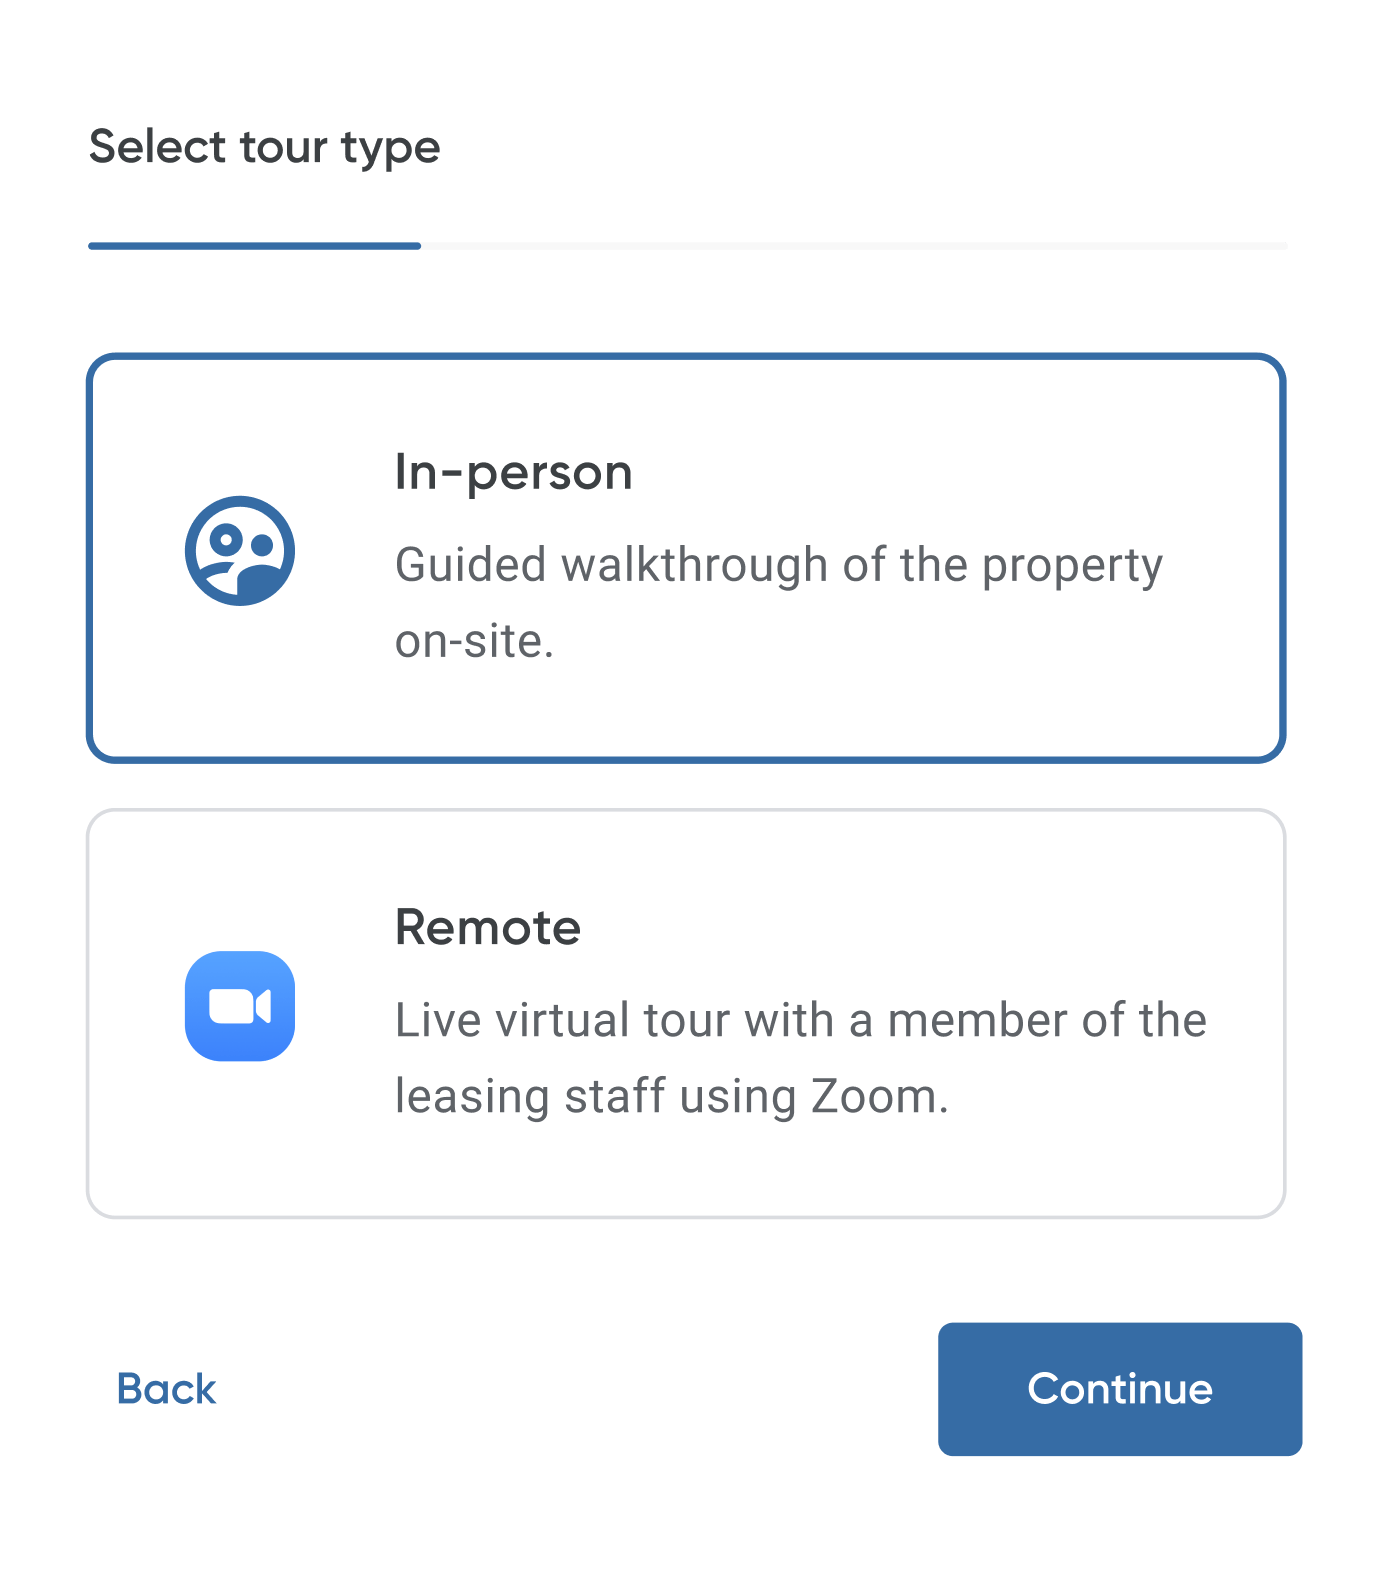 Select tour type
In-person
Guided walkthrough of the property
on-site.
Remote
Live virtual tour with a member of the
leasing staff using Zoom.
Back
Continue